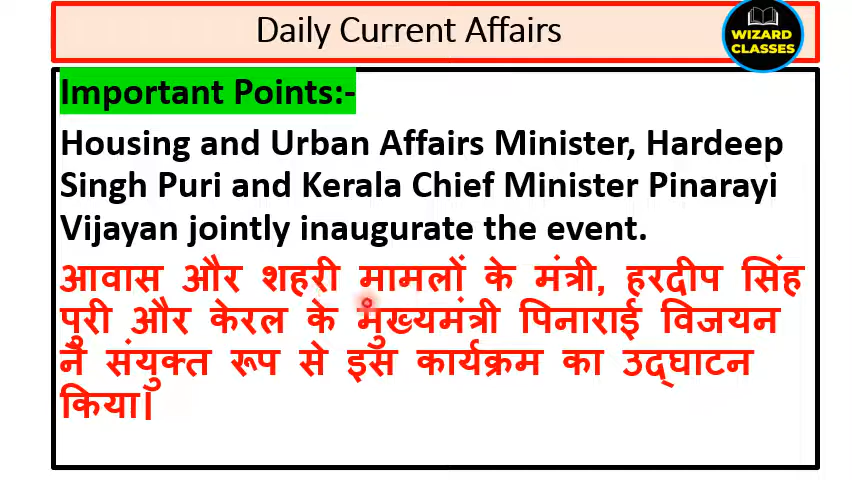 Daily Current Affairs
WIZARD
CLASSES
Important Points:-
Housing and Urban Affairs Minister, Hardeep
Singh Puri and Kerala Chief Minister Pinarayi
Vijayan jointly inaugurate the event.
आवास और शहरी मामलों के मंत्री, हरदीप सिंह
पुरी और केरल के मुख्यमंत्री पिनाराई विजयन
ने संयुक्त रूप से इस कार्यक्रम का उद्घाटन
किया।